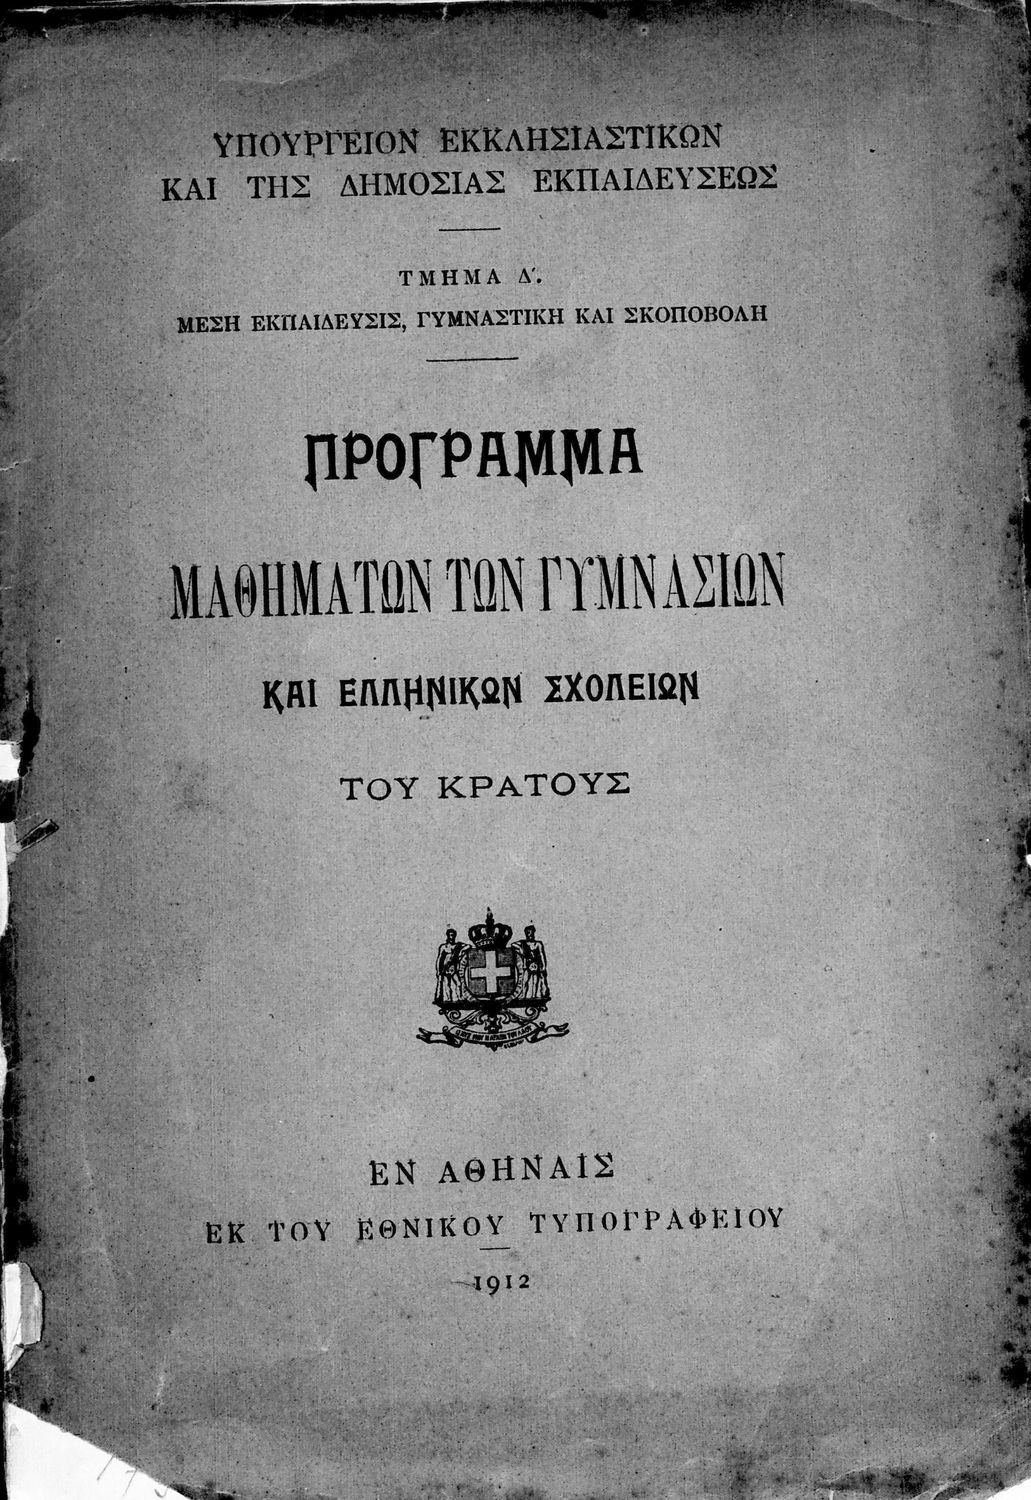 ΥΠΟΥΡΓΕΙΟΝ ΕΚΚΛΗΣΙΑΣΤΙΚΩΝ
ΚΑΙ ΤΗΣ ΔΗΜΟΣΙΑΣ ΕΚΠΑΙΔΕΥΣΕΩΣ
ΤΜΗΜΑ Δ΄.
ΜΕΣΗ ΕΚΠΑΙΔΕΥΣΙΣ, ΓΥΜΝΑΣΤΙΚΗ ΚΑΙ ΣΚΟΠΟΒΟΛΗ
ΠΡΟΓΡΑΜΜΑ
ΜΑΘΗΜΑΤΩΝ ΤΩΝ ΓΥΜΝΑΣΙΩΝ
ΚΑΙ ΕΛΛΗΝΙΚΩΝ ΣΧΟΛΕΙΩΝ
ΤΟΥ ΚΡΑΤΟΥΣ
ΕΝ ΑΘΗΝΑΙΣ
ΕΚ ΤΟΥ ΕΘΝΙΚΟΥ ΤΥΠΟΓΡΑΦΕΙΟΥ
1912